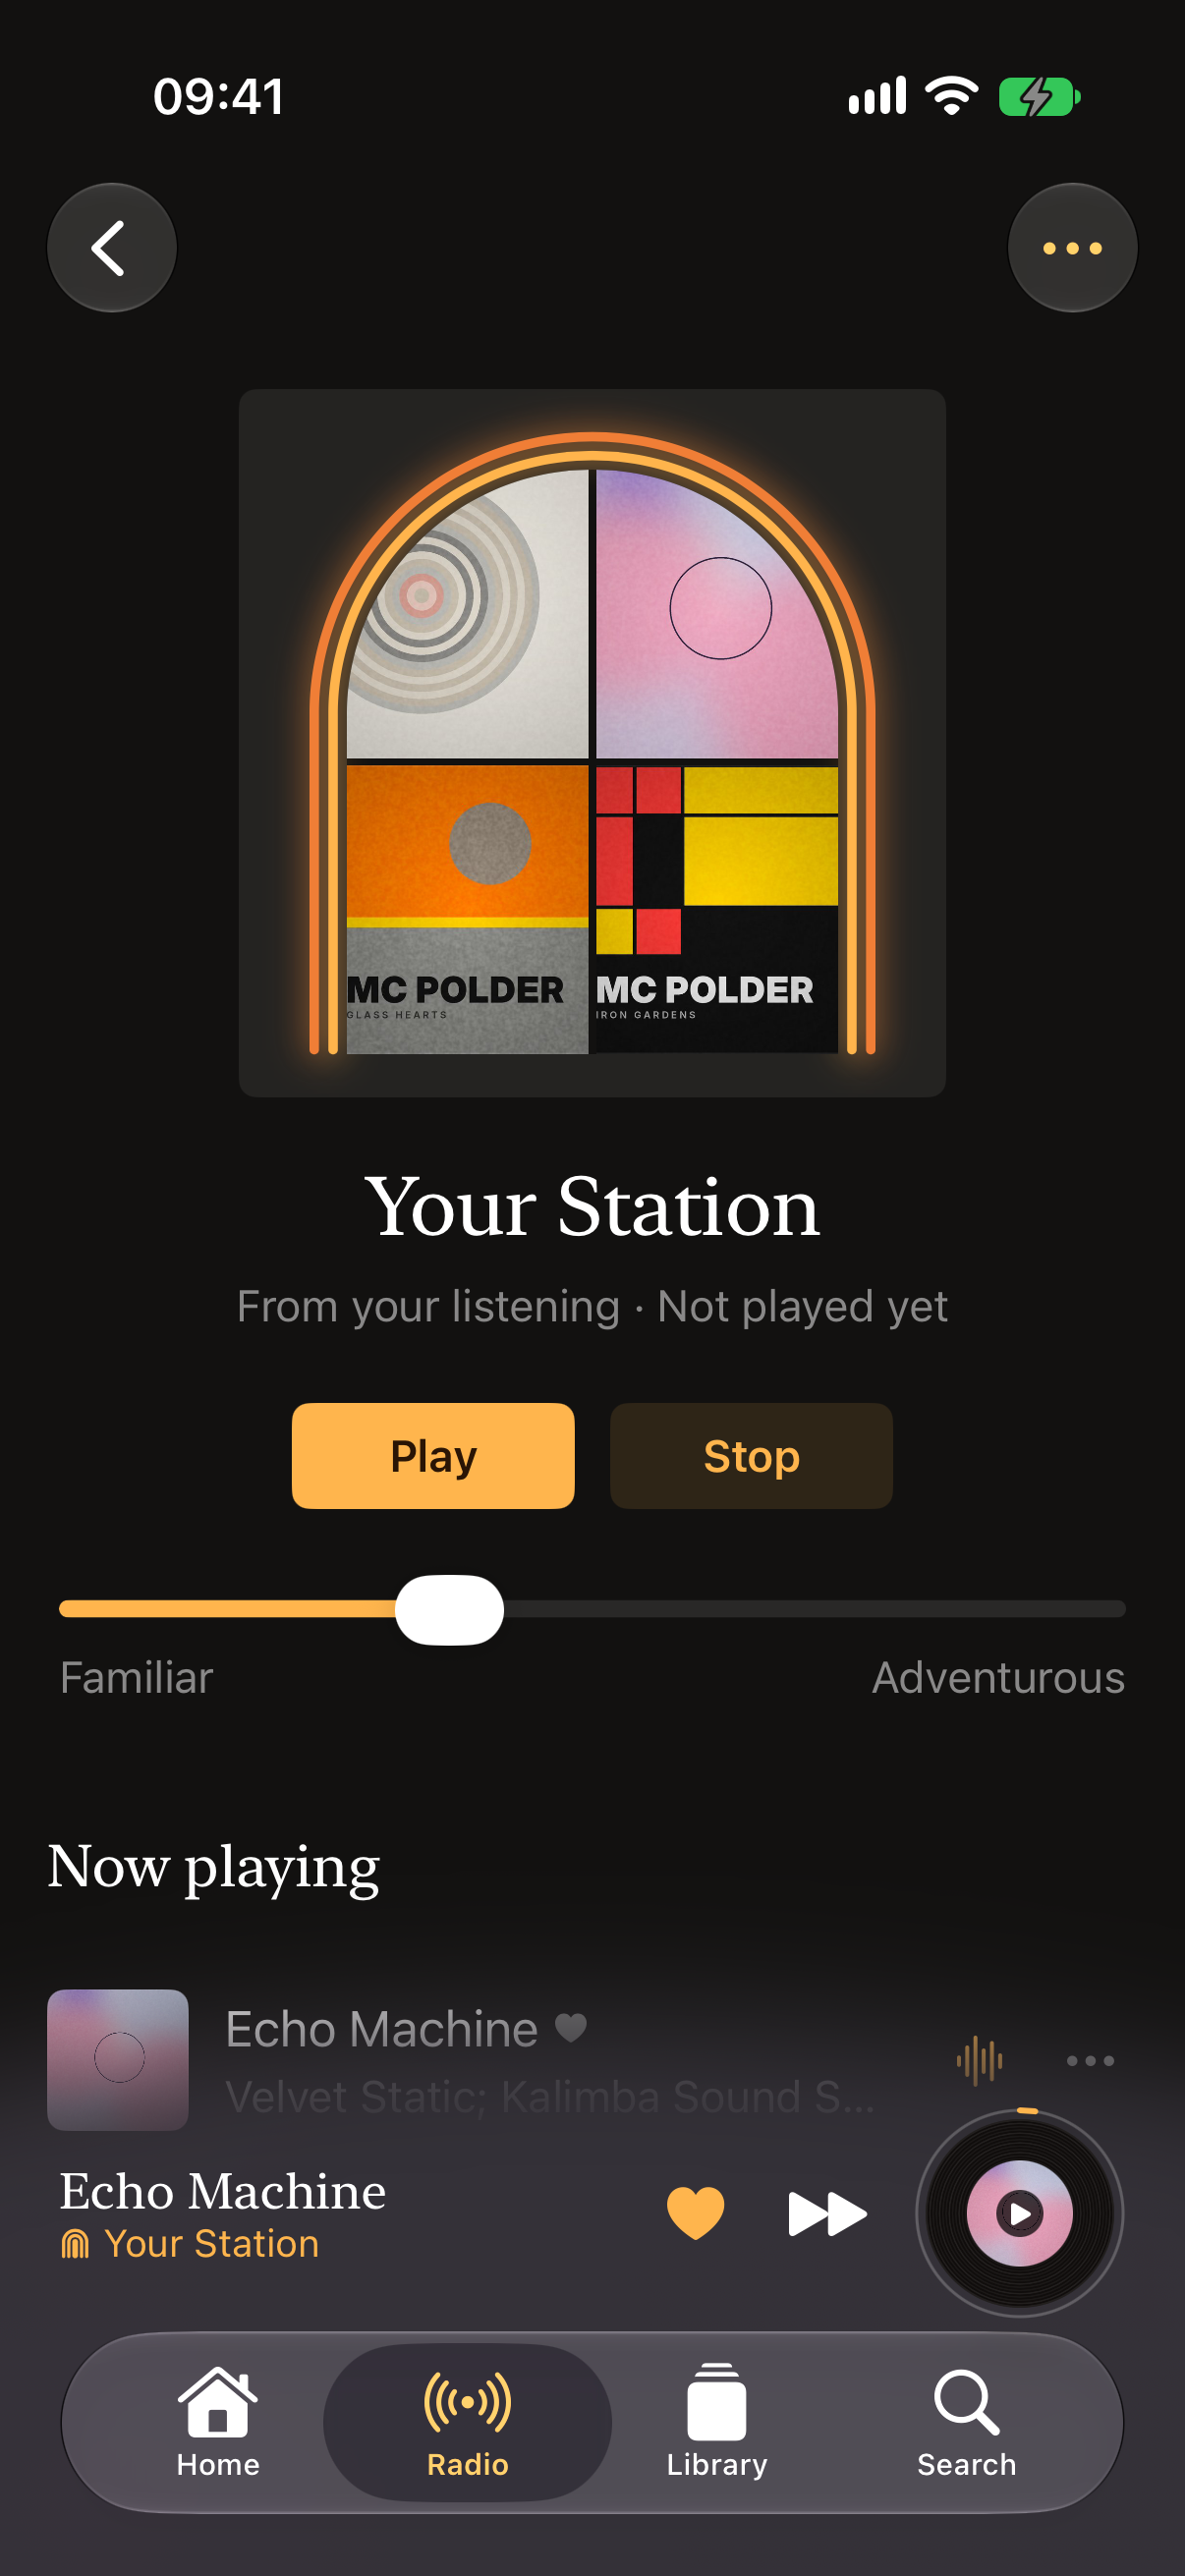 09:41
MC POLDER
GLASS HEARTS
MC POLDER
IRON GARDENS
Your Station
From your listening · Not played yet
Play
Stop
Familiar
Adventurous
Now playing
Echo Machine
Velvet Static; Kalimba Sound S...
Echo Machine
Your Station
Home
Radio
Library
Search